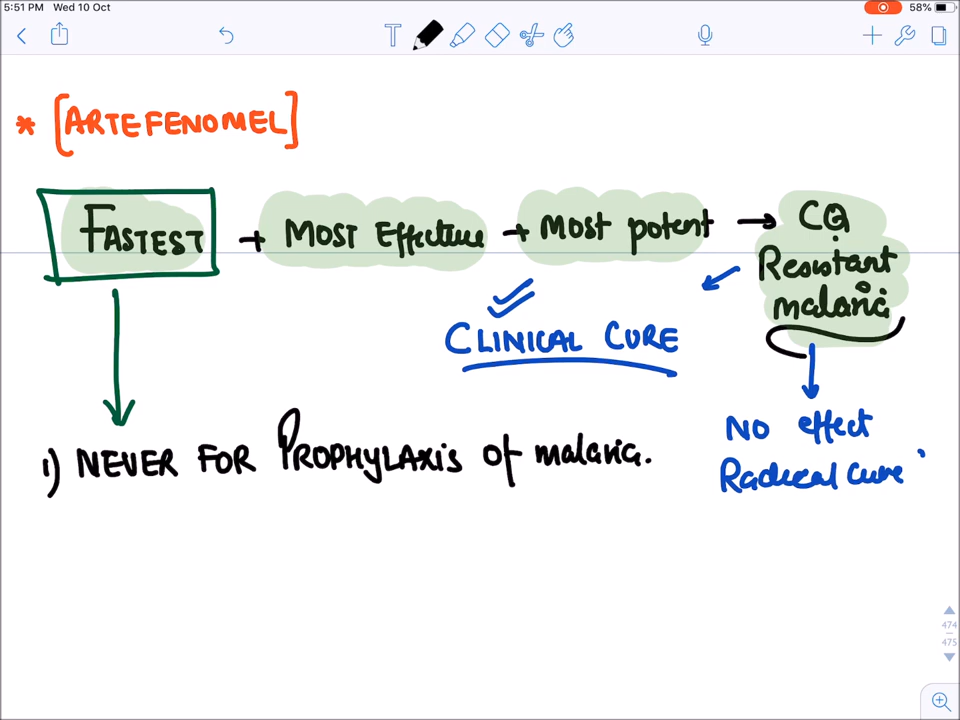 5:51 PM Wed 10 Oct
58%
T
* [ARTEFENOMEL]
FASTEST + MOST Effective + Most potent → CQ
Resistant
malaria
CLINICAL CURE
No effect
Radical cure
1) NEVER FOR PROPHYLAXIS of malaria.
474
475